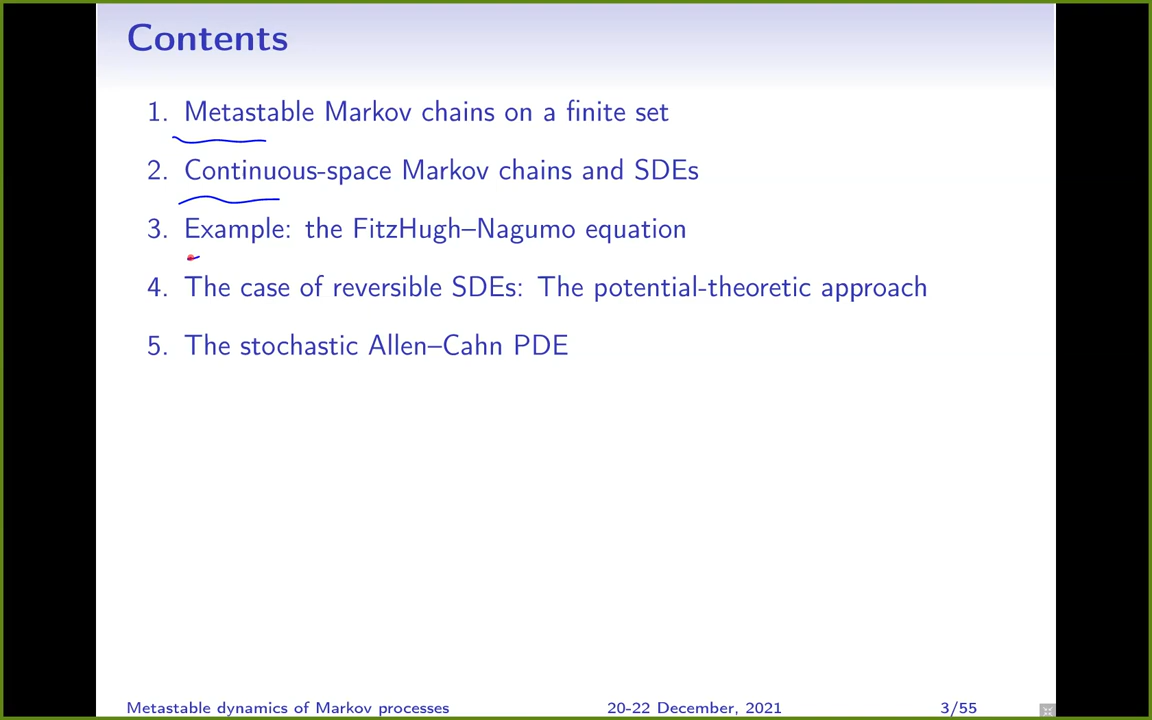 Contents
1. Metastable Markov chains on a finite set
2. Continuous-space Markov chains and SDEs
3. Example: the FitzHugh–Nagumo equation
4. The case of reversible SDEs: The potential-theoretic approach
5. The stochastic Allen–Cahn PDE
Metastable dynamics of Markov processes 20-22 December, 2021 3/55